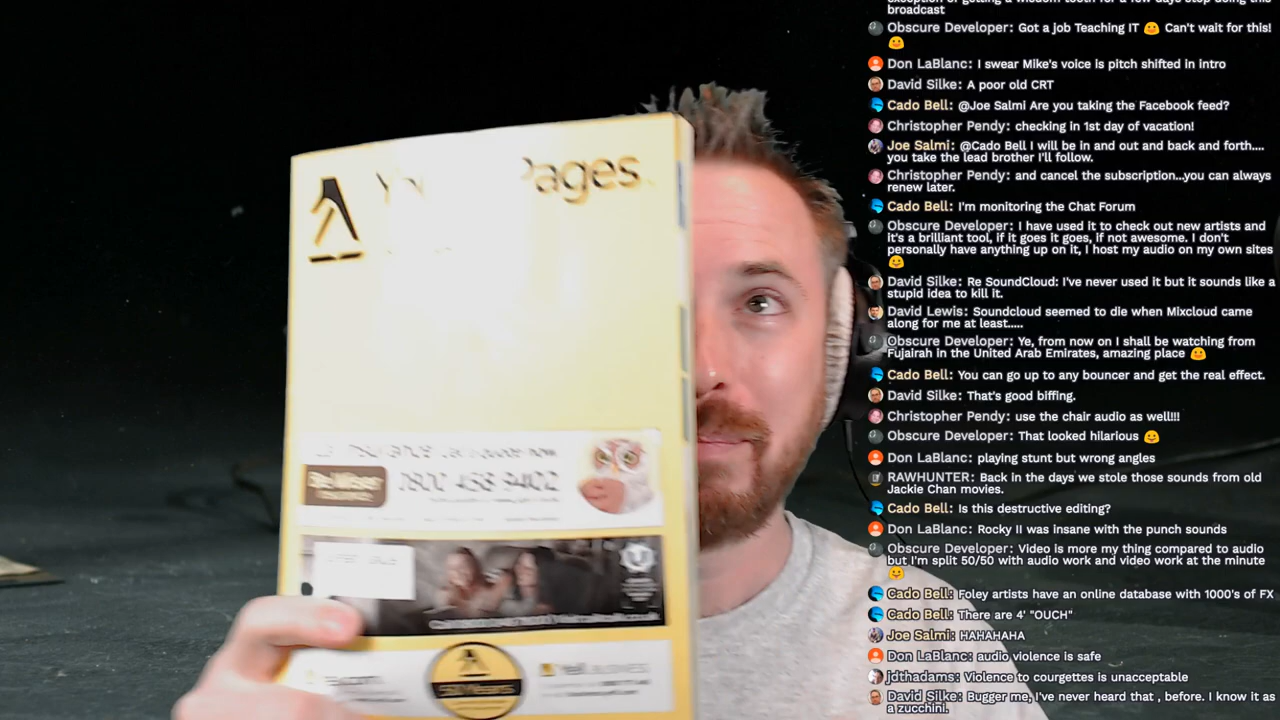 Pages
0800 458 9402
Yell
broadcast
Obscure Developer: Got a job Teaching IT 🙂 Can't wait for this!
🙂
Don LaBlanc: I swear Mike's voice is pitch shifted in intro
David Silke: A poor old CRT
Cado Bell: @Joe Salmi Are you taking the Facebook feed?
Christopher Pendy: checking in 1st day of vacation!
Joe Salmi: @Cado Bell I will be in and out and back and forth....
you take the lead brother I'll follow.
Christopher Pendy: and cancel the subscription...you can always
renew later.
Cado Bell: I'm monitoring the Chat Forum
Obscure Developer: I have used it to check out new artists and
it's a brilliant tool, if it goes it goes, if not awesome. I don't
personally have anything up on it, I host my audio on my own sites
🙂
David Silke: Re SoundCloud: I've never used it but it sounds like a
stupid idea to kill it.
David Lewis: Soundcloud seemed to die when Mixcloud came
along for me at least.....
Obscure Developer: Ye, from now on I shall be watching from
Fujairah in the United Arab Emirates, amazing place 🙂
Cado Bell: You can go up to any bouncer and get the real effect.
David Silke: That's good biffing.
Christopher Pendy: use the chair audio as well!!!
Obscure Developer: That looked hilarious 🙂
Don LaBlanc: playing stunt but wrong angles
RAWHUNTER: Back in the days we stole those sounds from old
Jackie Chan movies.
Cado Bell: Is this destructive editing?
Don LaBlanc: Rocky II was insane with the punch sounds
Obscure Developer: Video is more my thing compared to audio
but I'm split 50/50 with audio work and video work at the minute
🙂
Cado Bell: Foley artists have an online database with 1000's of FX
Cado Bell: There are 4' "OUCH"
Joe Salmi: HAHAHAHA
Don LaBlanc: audio violence is safe
jdthadams: Violence to courgettes is unacceptable
David Silke: Bugger me, I've never heard that , before. I know it as
a zucchini.